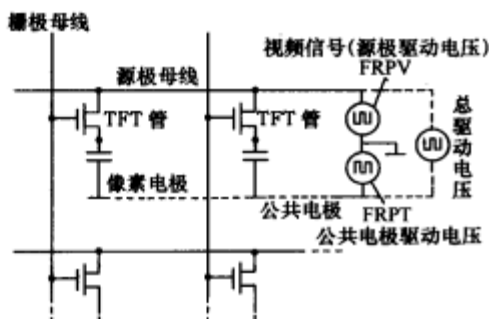 栅极母线
视频信号(源极驱动电压)
FRPV
源极母线
TFT 管
TFT 管
总驱动电压
像素电极
公共电极
FRPT
公共电极驱动电压